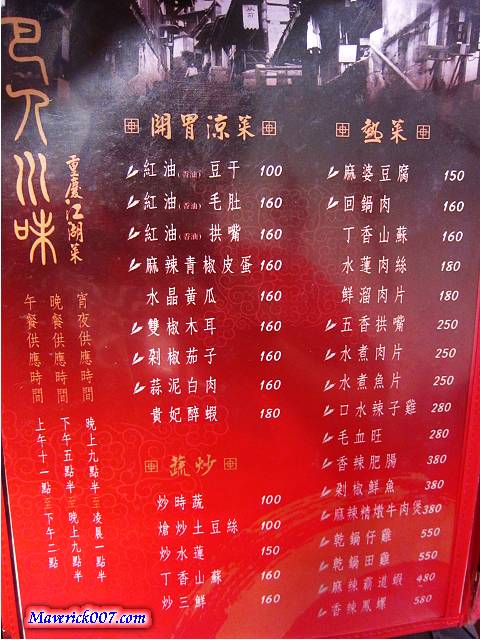 巴人川味
重慶江湖菜
宵夜供應時間 晚上九點半至凌晨一點
晚餐供應時間 下午五點半至晚上九點半
午餐供應時間 上午十一點至下午二點
開胃涼菜
紅油(香油)豆干 100
紅油(香油)毛肚 160
紅油(香油)拱嘴 160
麻辣青椒皮蛋 160
水晶黃瓜 160
雙椒木耳 160
剁椒茄子 160
蒜泥白肉 160
貴妃醉蝦 180
蔬炒
炒時蔬 100
熗炒土豆絲 100
炒水蓮 150
丁香山蘇 160
炒三鮮 160
熱菜
麻婆豆腐 150
回鍋肉 160
丁香山蘇 160
水蓮肉絲 180
鮮溜肉片 180
五香拱嘴 250
水煮肉片 250
水煮魚片 250
口水辣子雞 280
毛血旺 280
香辣肥腸 380
剁椒鮮魚 380
麻辣精燉牛肉煲 380
乾鍋仔雞 550
乾鍋田雞 550
麻辣霸道蝦 480
香辣鳳螺 580
Maverick007.com